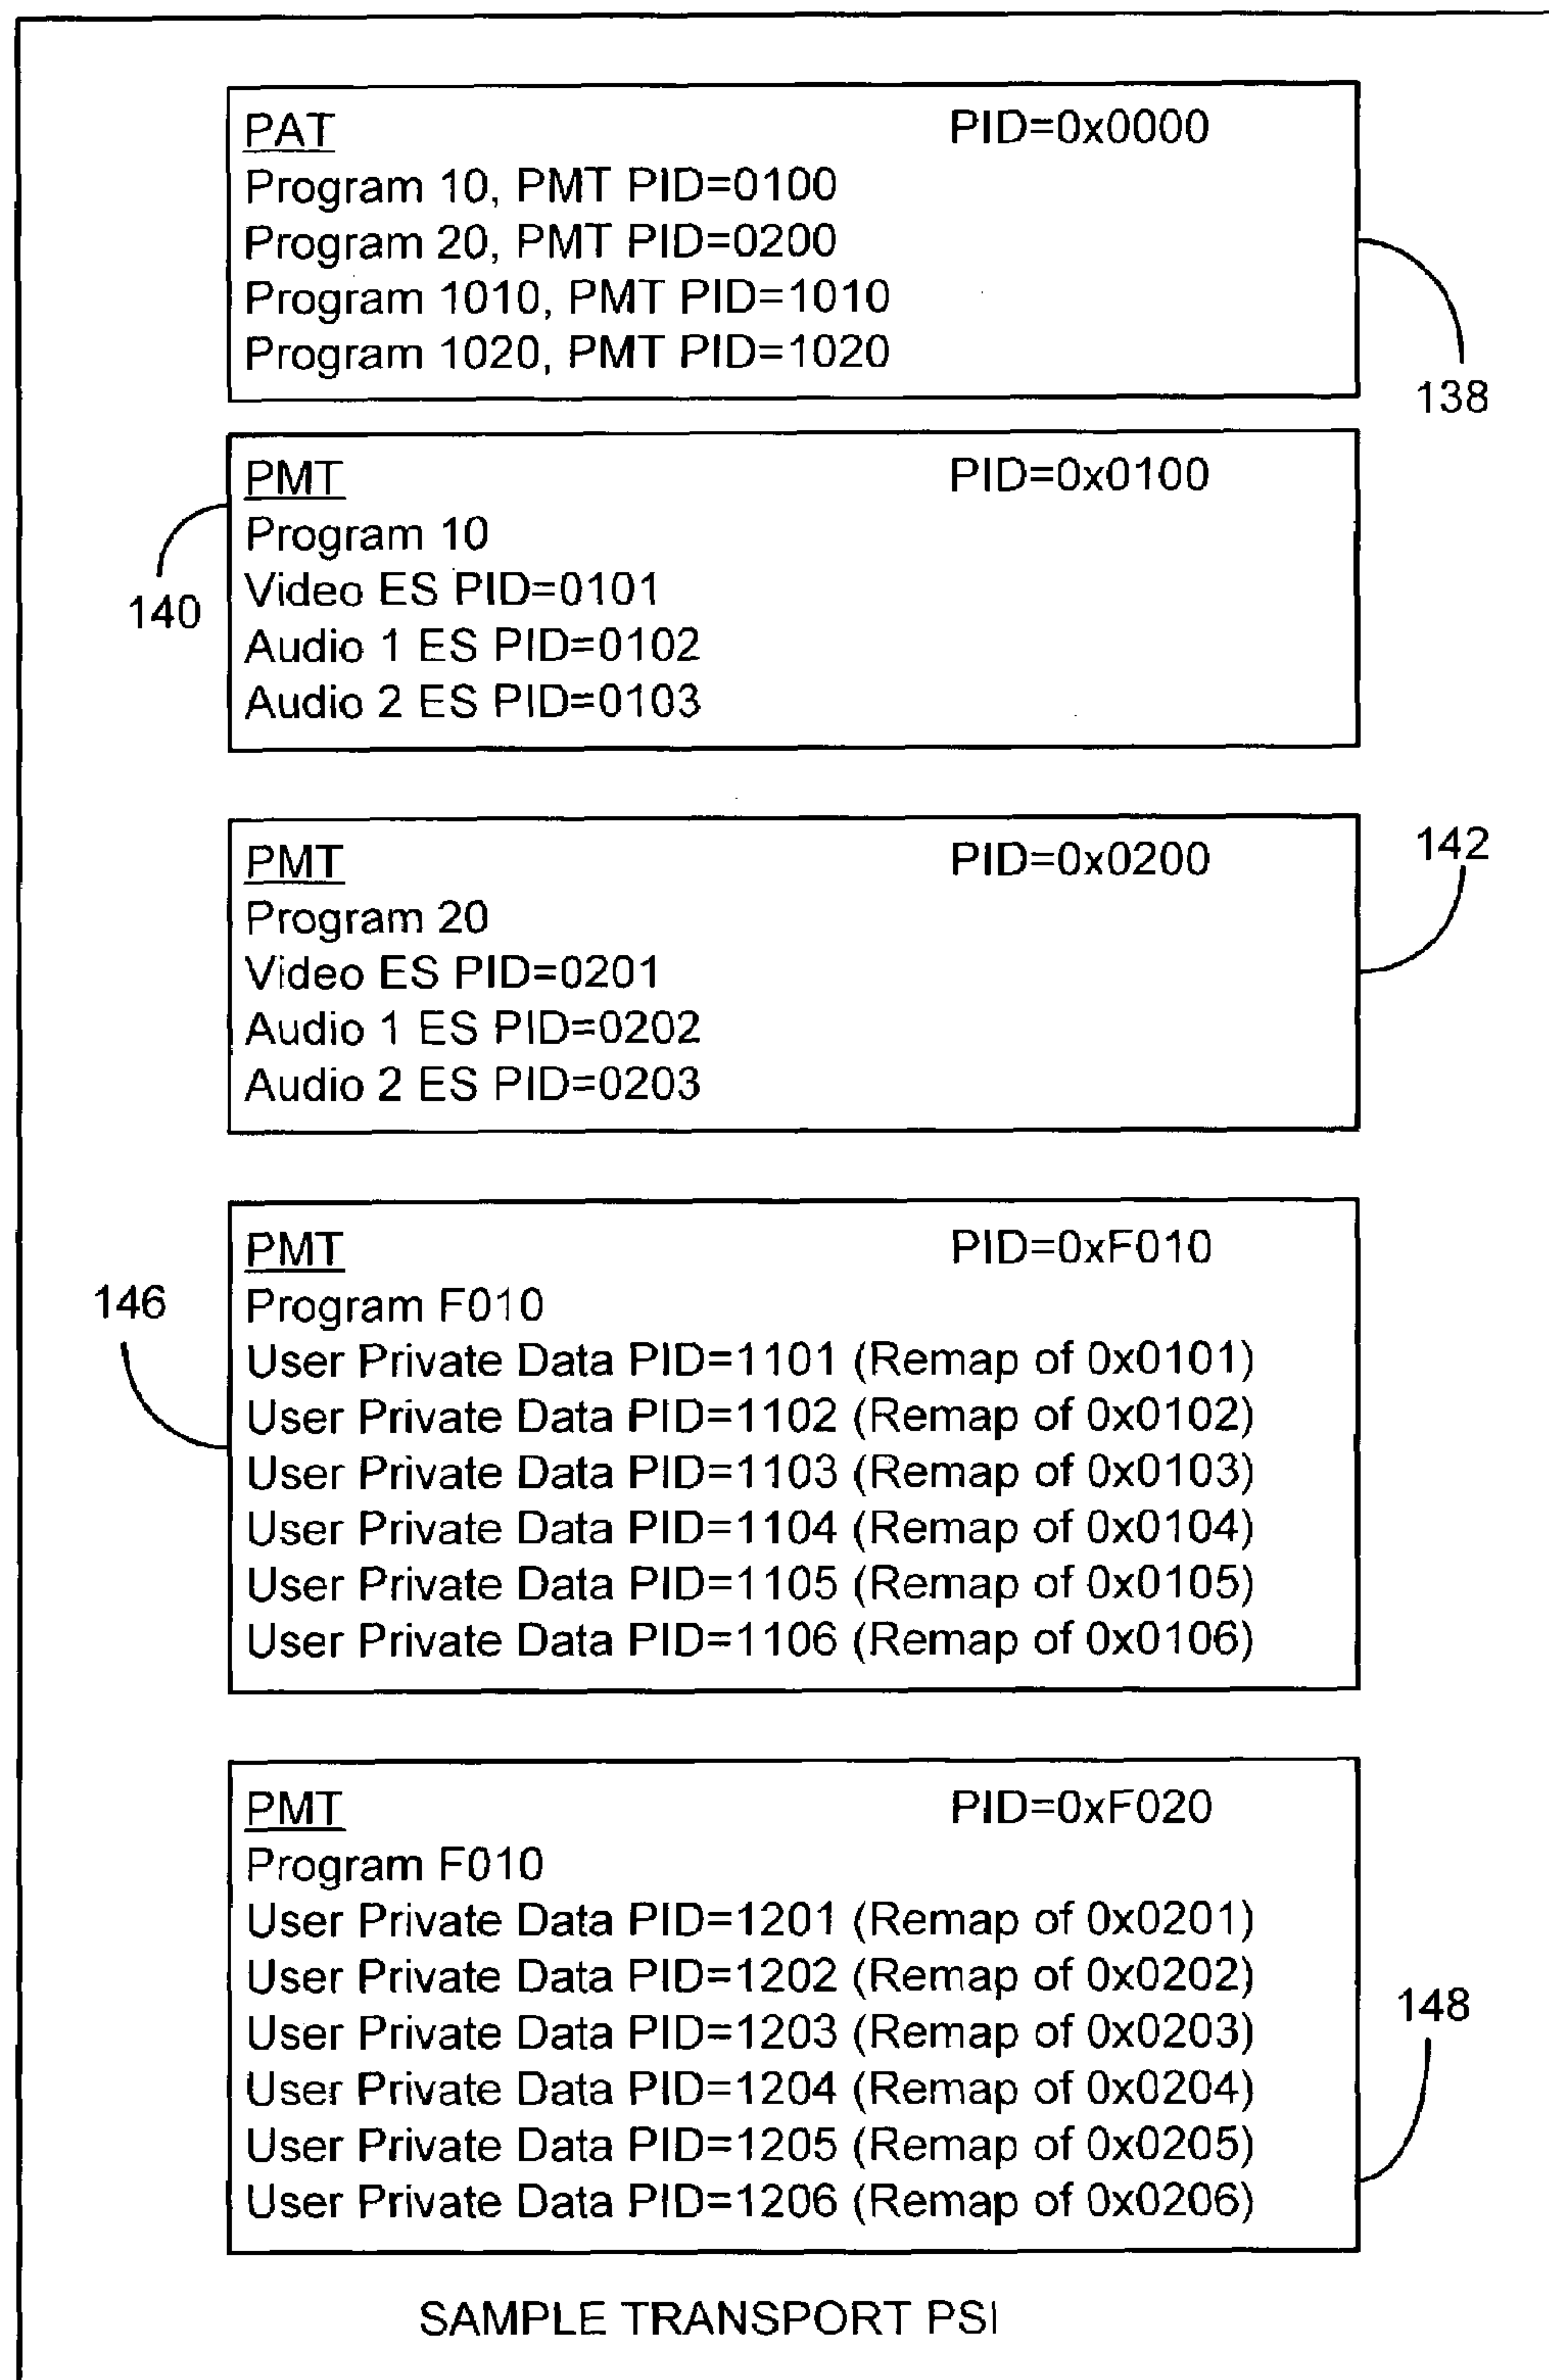 PAT PID=0x0000
Program 10, PMT PID=0100
Program 20, PMT PID=0200
Program 1010, PMT PID=1010
Program 1020, PMT PID=1020
138
PMT PID=0x0100
Program 10
Video ES PID=0101
Audio 1 ES PID=0102
Audio 2 ES PID=0103
140
PMT PID=0x0200
Program 20
Video ES PID=0201
Audio 1 ES PID=0202
Audio 2 ES PID=0203
142
PMT PID=0xF010
Program F010
User Private Data PID=1101 (Remap of 0x0101)
User Private Data PID=1102 (Remap of 0x0102)
User Private Data PID=1103 (Remap of 0x0103)
User Private Data PID=1104 (Remap of 0x0104)
User Private Data PID=1105 (Remap of 0x0105)
User Private Data PID=1106 (Remap of 0x0106)
146
PMT PID=0xF020
Program F010
User Private Data PID=1201 (Remap of 0x0201)
User Private Data PID=1202 (Remap of 0x0202)
User Private Data PID=1203 (Remap of 0x0203)
User Private Data PID=1204 (Remap of 0x0204)
User Private Data PID=1205 (Remap of 0x0205)
User Private Data PID=1206 (Remap of 0x0206)
148
SAMPLE TRANSPORT PSI